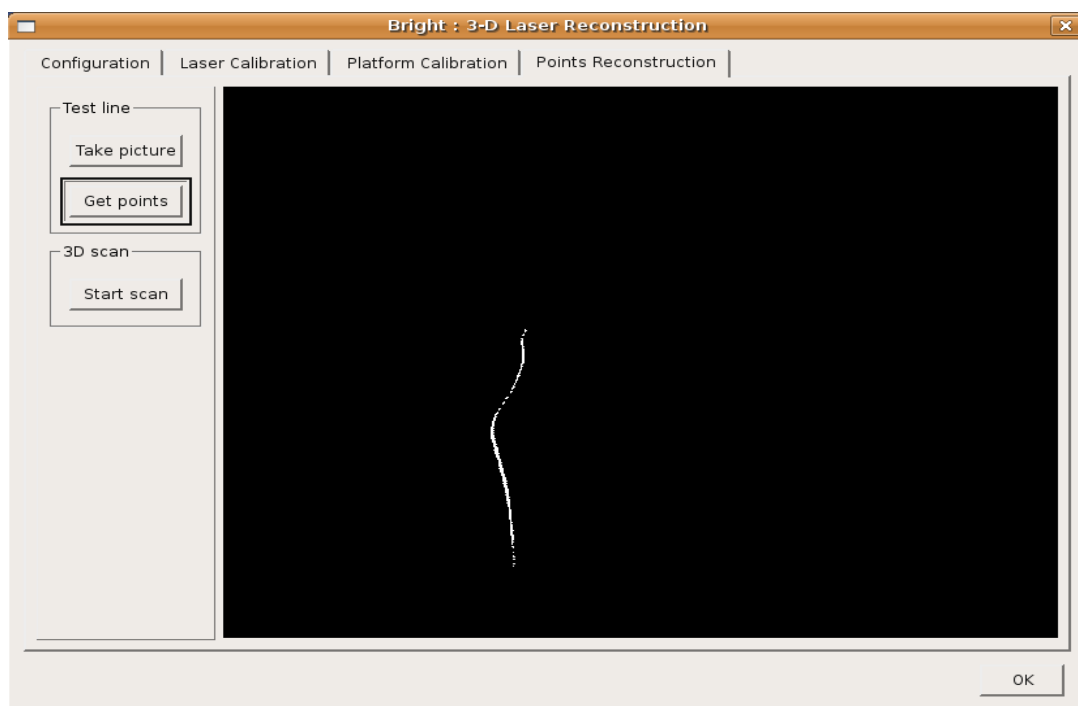 Bright : 3-D Laser Reconstruction
Configuration
Laser Calibration
Platform Calibration
Points Reconstruction
Test line
Take picture
Get points
3D scan
Start scan
OK